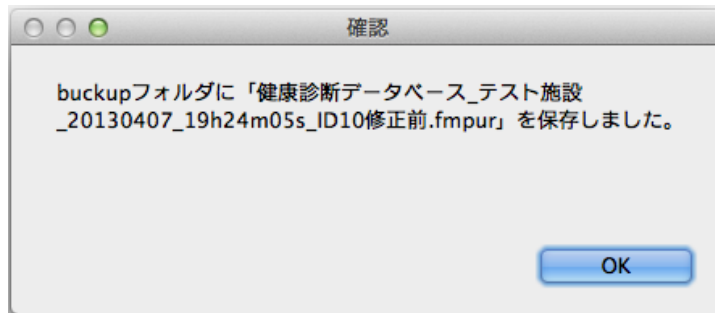 確認
buckupフォルダに「健康診断データベース_テスト施設
_20130407_19h24m05s_ID10修正前.fmpur」を保存しました。
OK